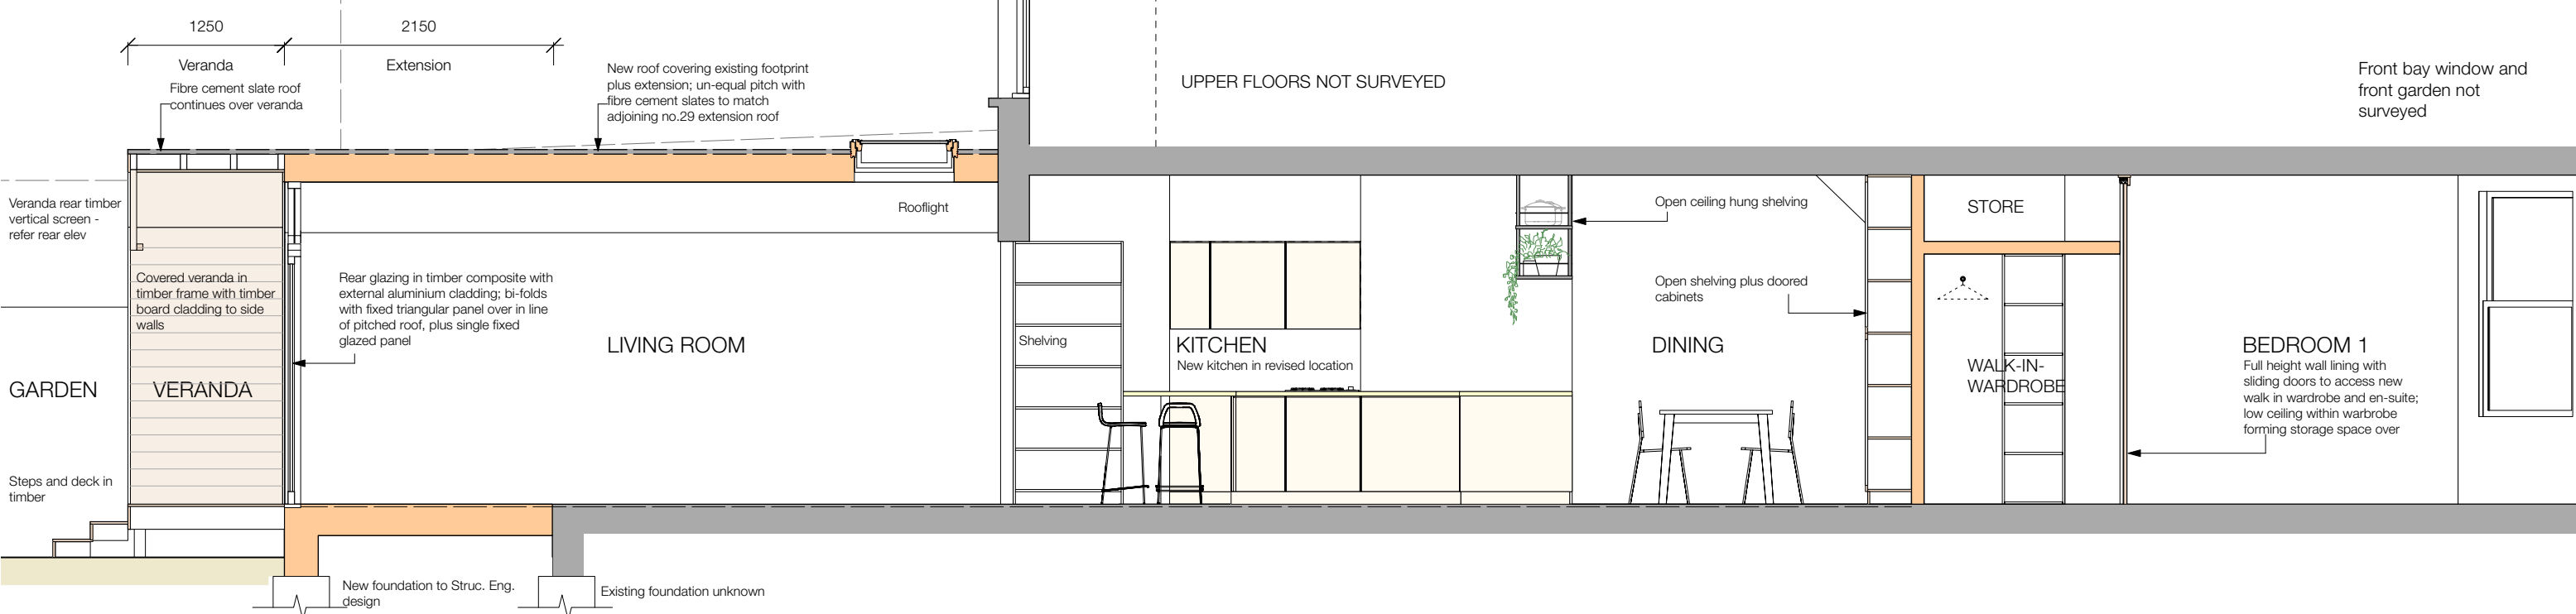 1250
2150
Veranda
Extension
Fibre cement slate roof
continues over veranda
New roof covering existing footprint
plus extension; un-equal pitch with
fibre cement slates to match
adjoining no.29 extension roof
UPPER FLOORS NOT SURVEYED
Front bay window and
front garden not
surveyed
Veranda rear timber
vertical screen -
refer rear elev
Rooflight
Open ceiling hung shelving
STORE
Covered veranda in
timber frame with timber
board cladding to side
walls
Rear glazing in timber composite with
external aluminium cladding; bi-folds
with fixed triangular panel over in line
of pitched roof, plus single fixed
glazed panel
Open shelving plus doored
cabinets
LIVING ROOM
Shelving
KITCHEN
New kitchen in revised location
DINING
WALK-IN-
WARDROBE
BEDROOM 1
Full height wall lining with
sliding doors to access new
walk in wardrobe and en-suite;
low ceiling within warbrobe
forming storage space over
GARDEN
VERANDA
Steps and deck in
timber
New foundation to Struc. Eng.
design
Existing foundation unknown